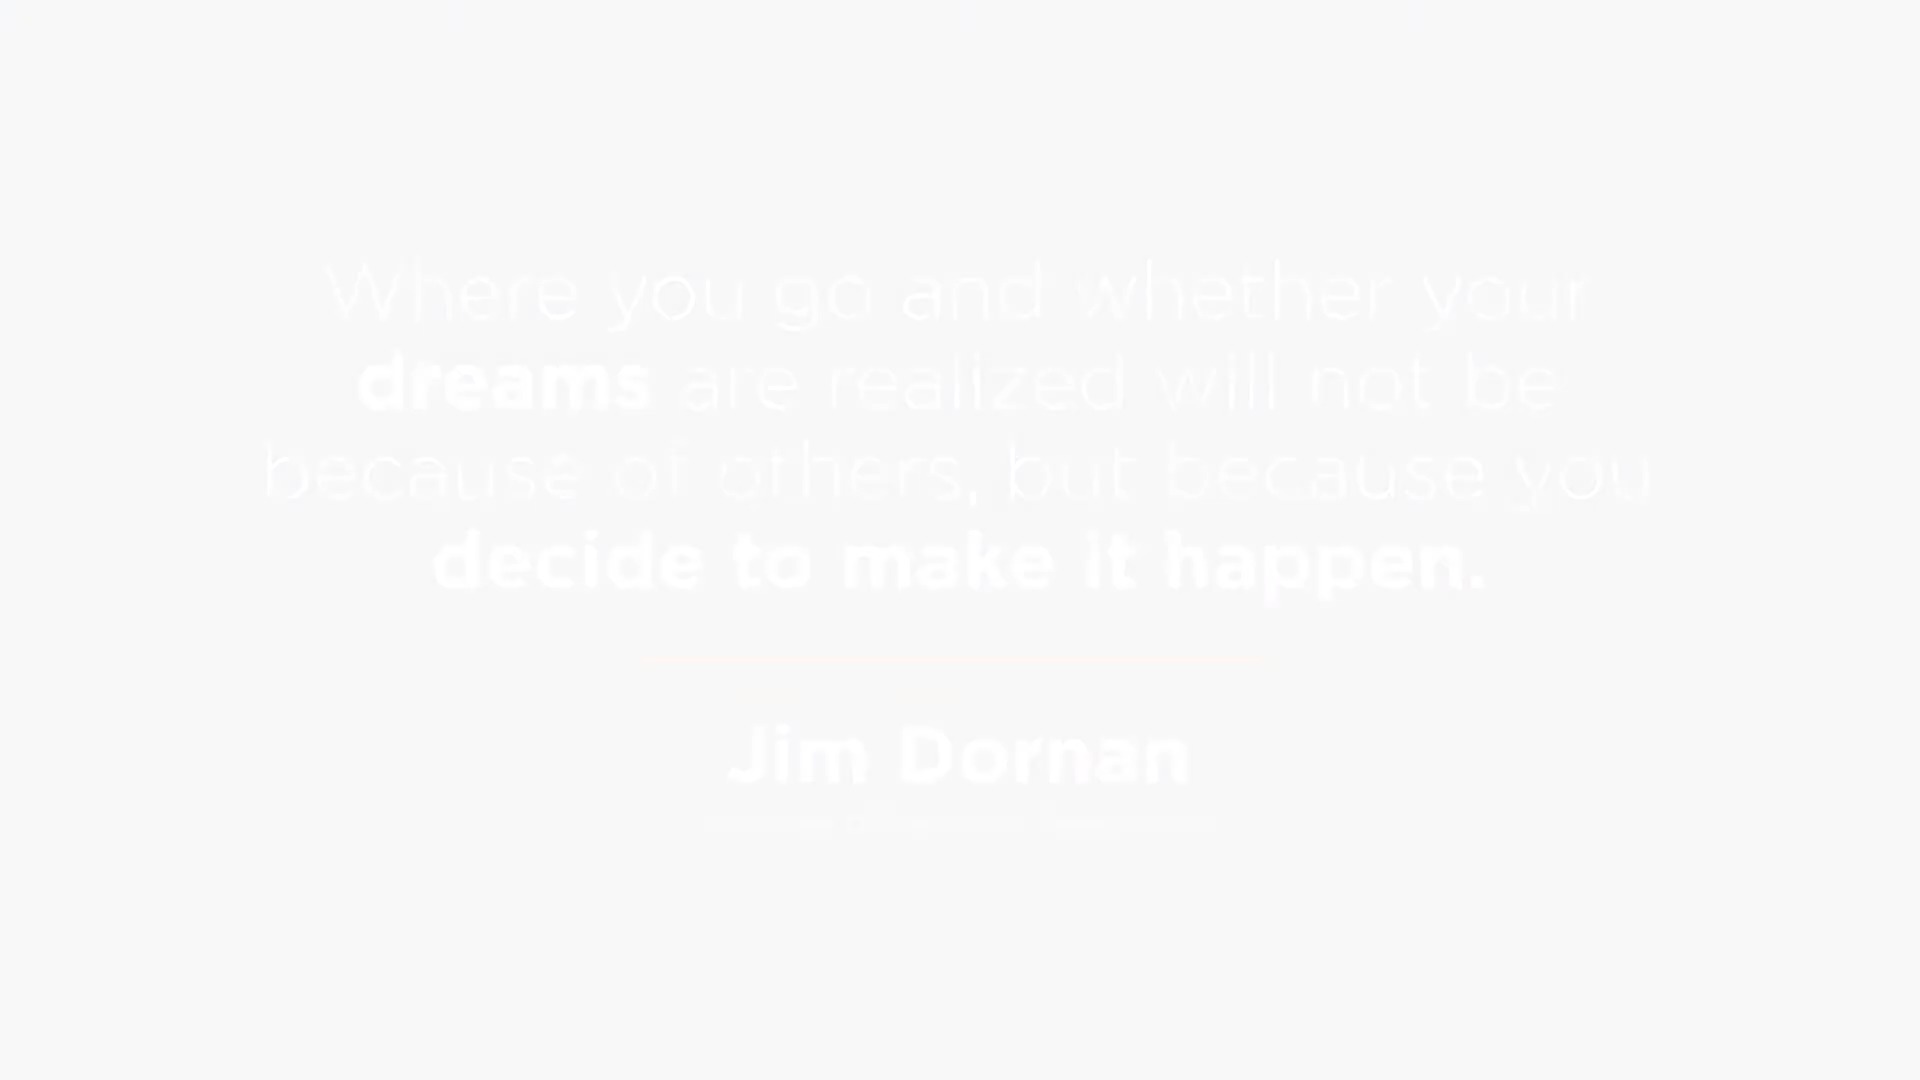 Where you go and whether your
dreams are realized will not be
because of others, but because you
decide to make it happen.
Jim Dornan